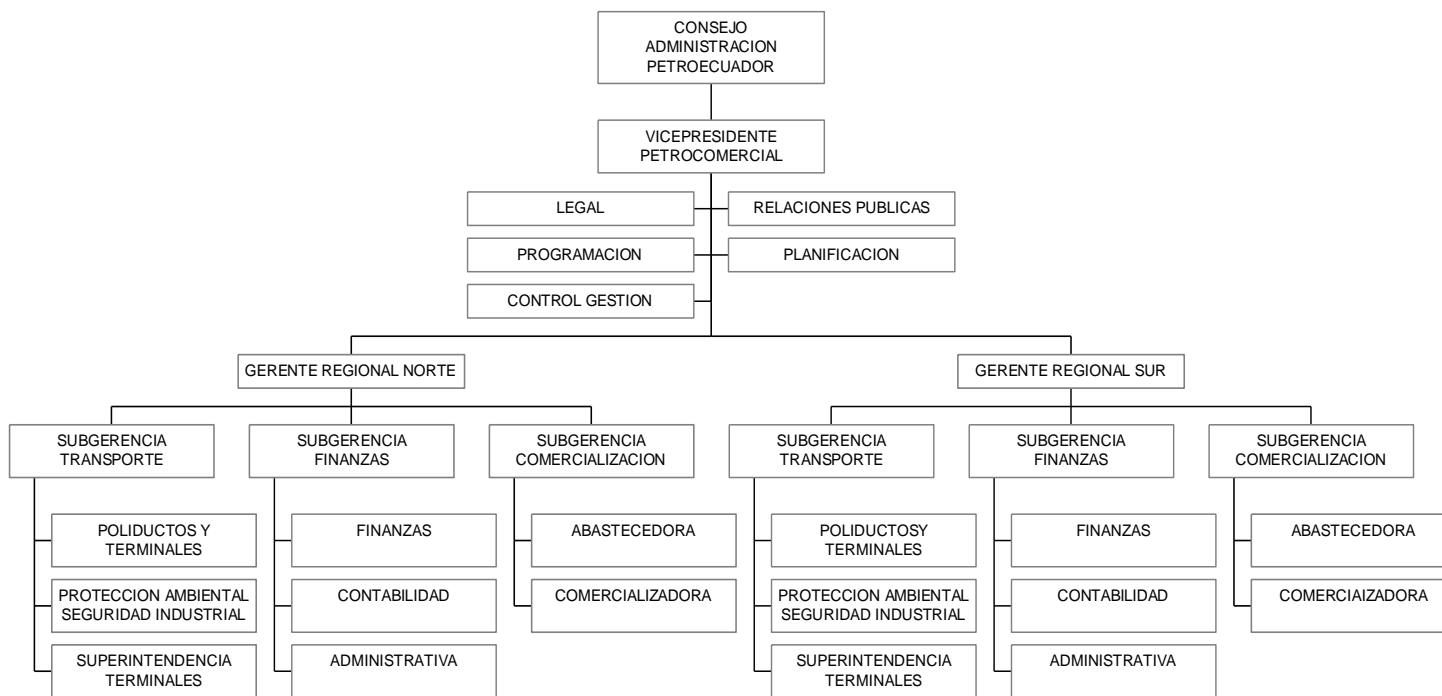 CONSEJO
ADMINISTRACION
PETROECUADOR
VICEPRESIDENTE
PETROCOMERCIAL
LEGAL
RELACIONES PUBLICAS
PROGRAMACION
PLANIFICACION
CONTROL GESTION
GERENTE REGIONAL NORTE
GERENTE REGIONAL SUR
SUBGERENCIA
TRANSPORTE
SUBGERENCIA
FINANZAS
SUBGERENCIA
COMERCIALIZACION
SUBGERENCIA
TRANSPORTE
SUBGERENCIA
FINANZAS
SUBGERENCIA
COMERCIALIZACION
POLIDUCTOS Y
TERMINALES
FINANZAS
ABASTECEDORA
POLIDUCTOSY
TERMINALES
FINANZAS
ABASTECEDORA
PROTECCION AMBIENTAL
SEGURIDAD INDUSTRIAL
CONTABILIDAD
COMERCIALIZADORA
PROTECCION AMBIENTAL
SEGURIDAD INDUSTRIAL
CONTABILIDAD
COMERCIAIZADORA
SUPERINTENDENCIA
TERMINALES
ADMINISTRATIVA
SUPERINTENDENCIA
TERMINALES
ADMINISTRATIVA